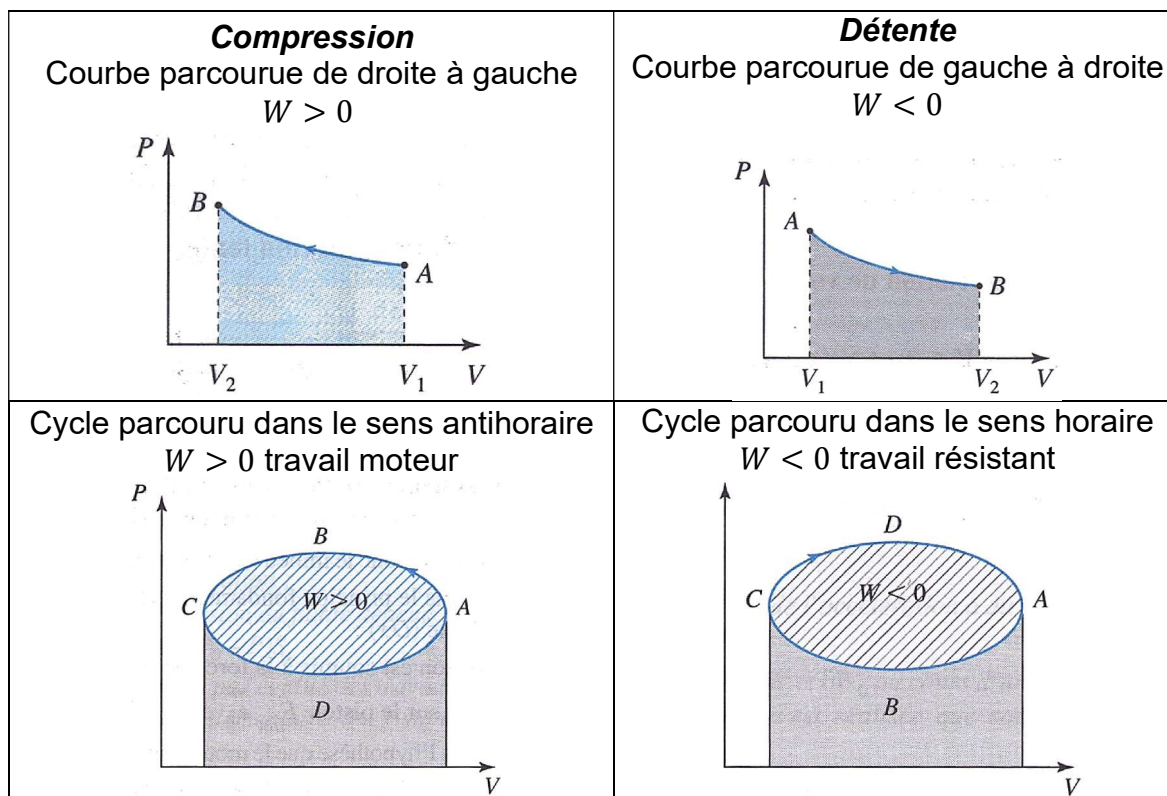 Compression
Courbe parcourue de droite à gauche
W > 0
P
B
A
V₂
V₁
V
Détente
Courbe parcourue de gauche à droite
W < 0
P
A
B
V₁
V₂
V
Cycle parcouru dans le sens antihoraire
W > 0 travail moteur
P
B
C
W > 0
A
D
V
Cycle parcouru dans le sens horaire
W < 0 travail résistant
D
C
W < 0
A
B
V